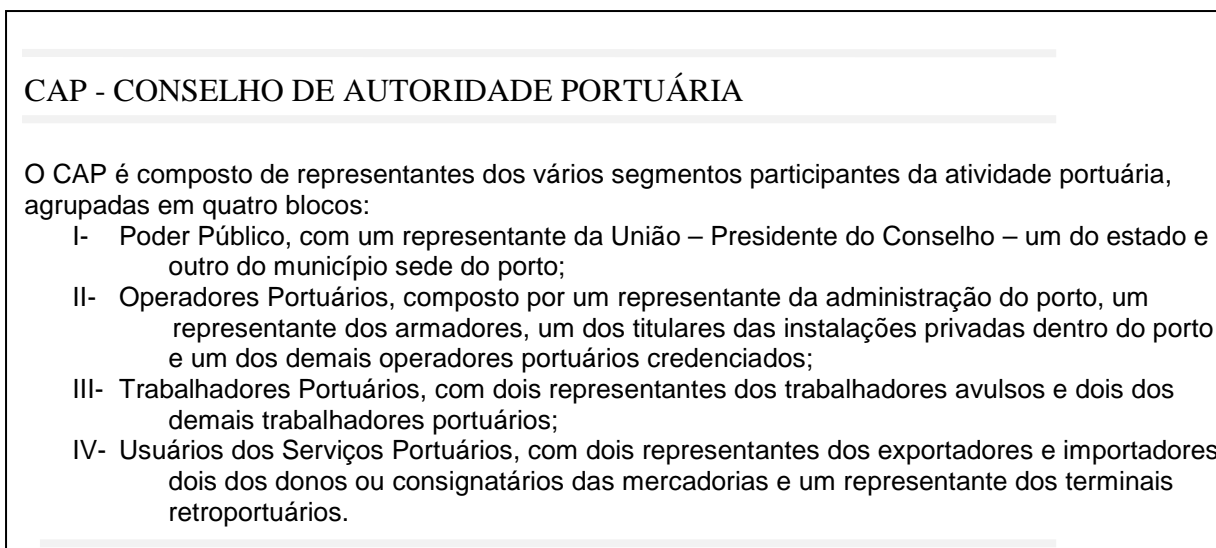 CAP - CONSELHO DE AUTORIDADE PORTUÁRIA
O CAP é composto de representantes dos vários segmentos participantes da atividade portuária,
agrupadas em quatro blocos:
I- Poder Público, com um representante da União – Presidente do Conselho – um do estado e
outro do município sede do porto;
II- Operadores Portuários, composto por um representante da administração do porto, um
representante dos armadores, um dos titulares das instalações privadas dentro do porto
e um dos demais operadores portuários credenciados;
III- Trabalhadores Portuários, com dois representantes dos trabalhadores avulsos e dois dos
demais trabalhadores portuários;
IV- Usuários dos Serviços Portuários, com dois representantes dos exportadores e importadores
dois dos donos ou consignatários das mercadorias e um representante dos terminais
retroportuários.